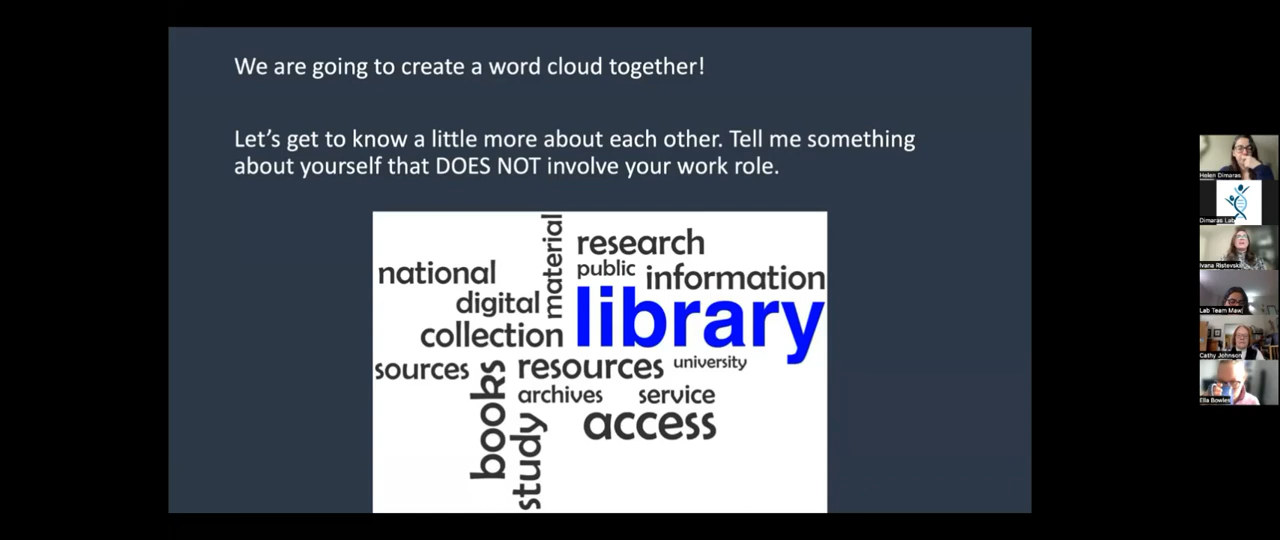 We are going to create a word cloud together!
Let's get to know a little more about each other. Tell me something
about yourself that DOES NOT involve your work role.
material
research
national
public
information
digital
library
collection
sources
books
resources
university
archives
service
study
access
Helen Dimaras
Dimaras Lab
Ivana Ristevski
Lab Team
Cathy Johnson
Ella Bowles